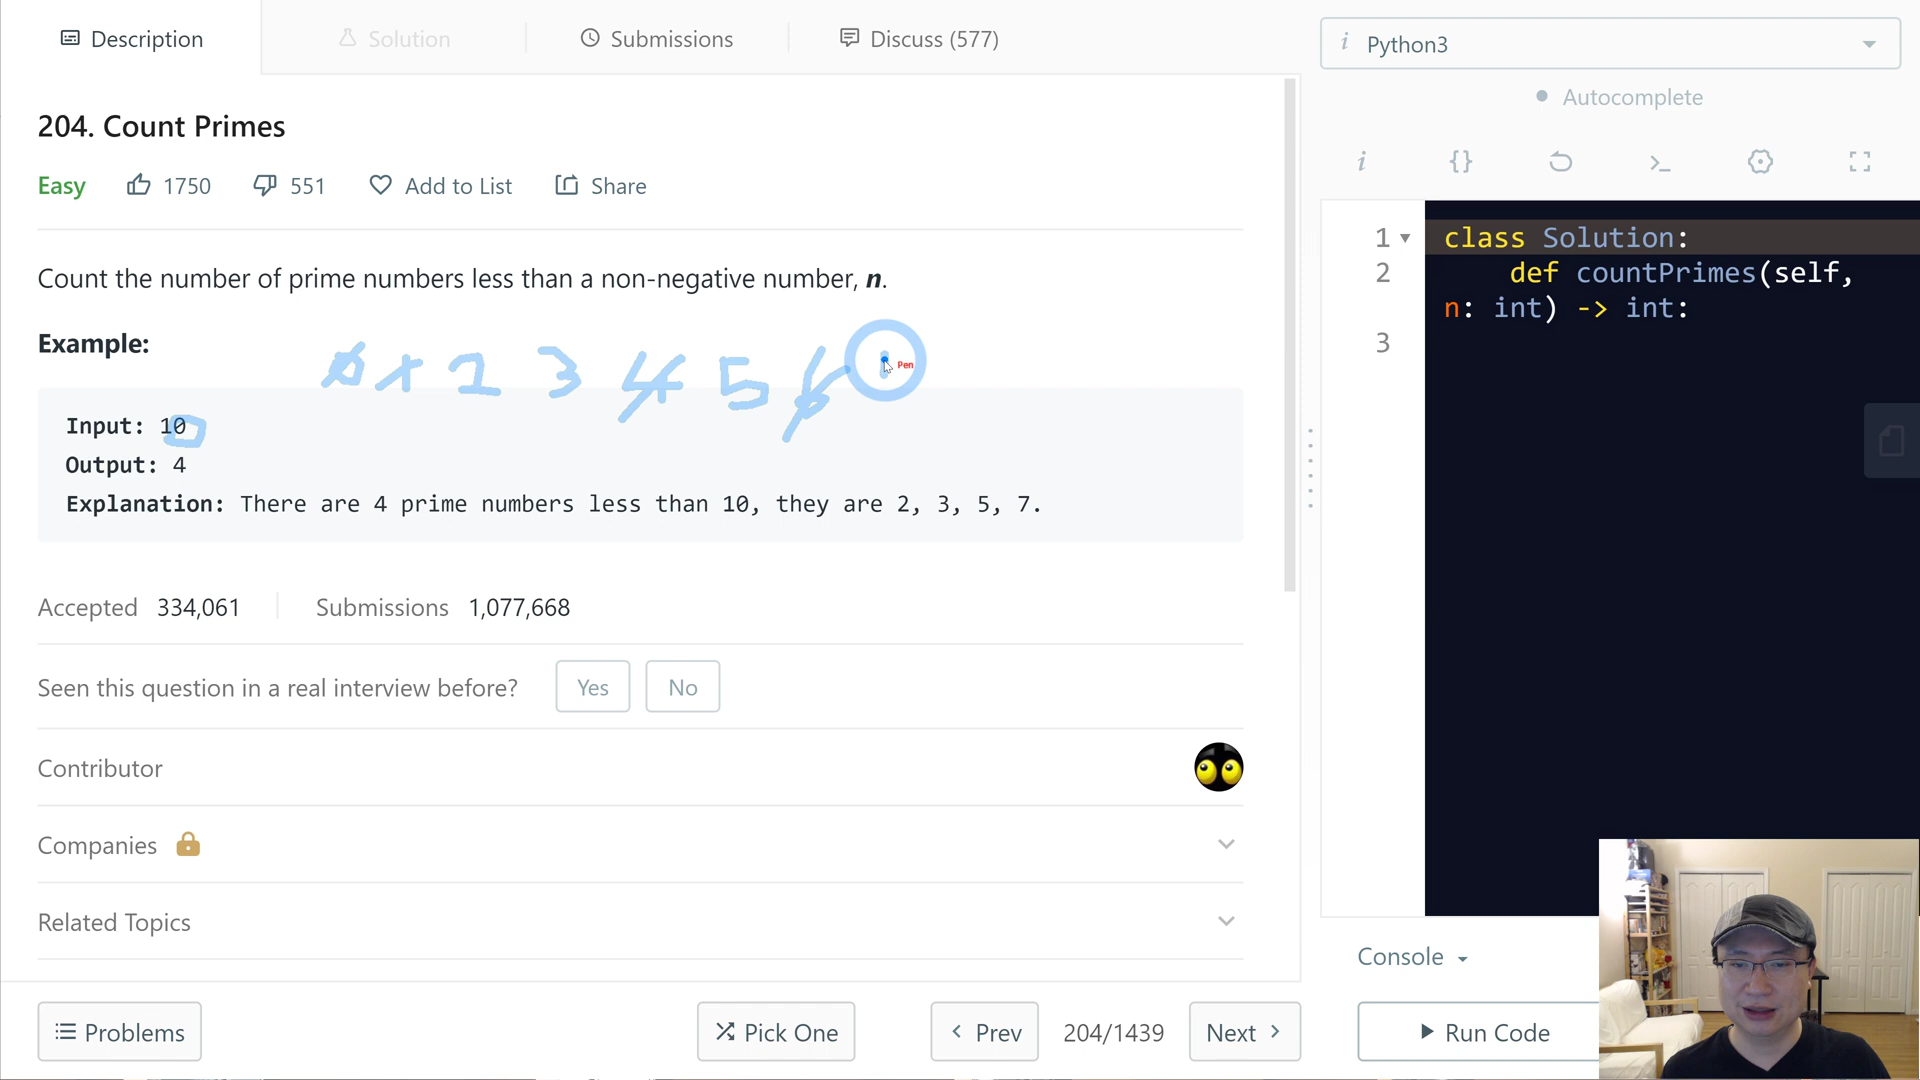 Description
Solution
Submissions
Discuss (577)
i Python3
Autocomplete
204. Count Primes
Easy 1750 551 Add to List Share
i {} >_
Count the number of prime numbers less than a non-negative number, n.
Example:
0 1 2 3 4 5 6
Pen
Input: 10
Output: 4
Explanation: There are 4 prime numbers less than 10, they are 2, 3, 5, 7.
Accepted 334,061 Submissions 1,077,668
Seen this question in a real interview before? Yes No
Contributor
Companies
Related Topics
Problems
Pick One
Prev 204/1439 Next
1 class Solution:
2 def countPrimes(self,
n: int) -> int:
3
Console
Run Code